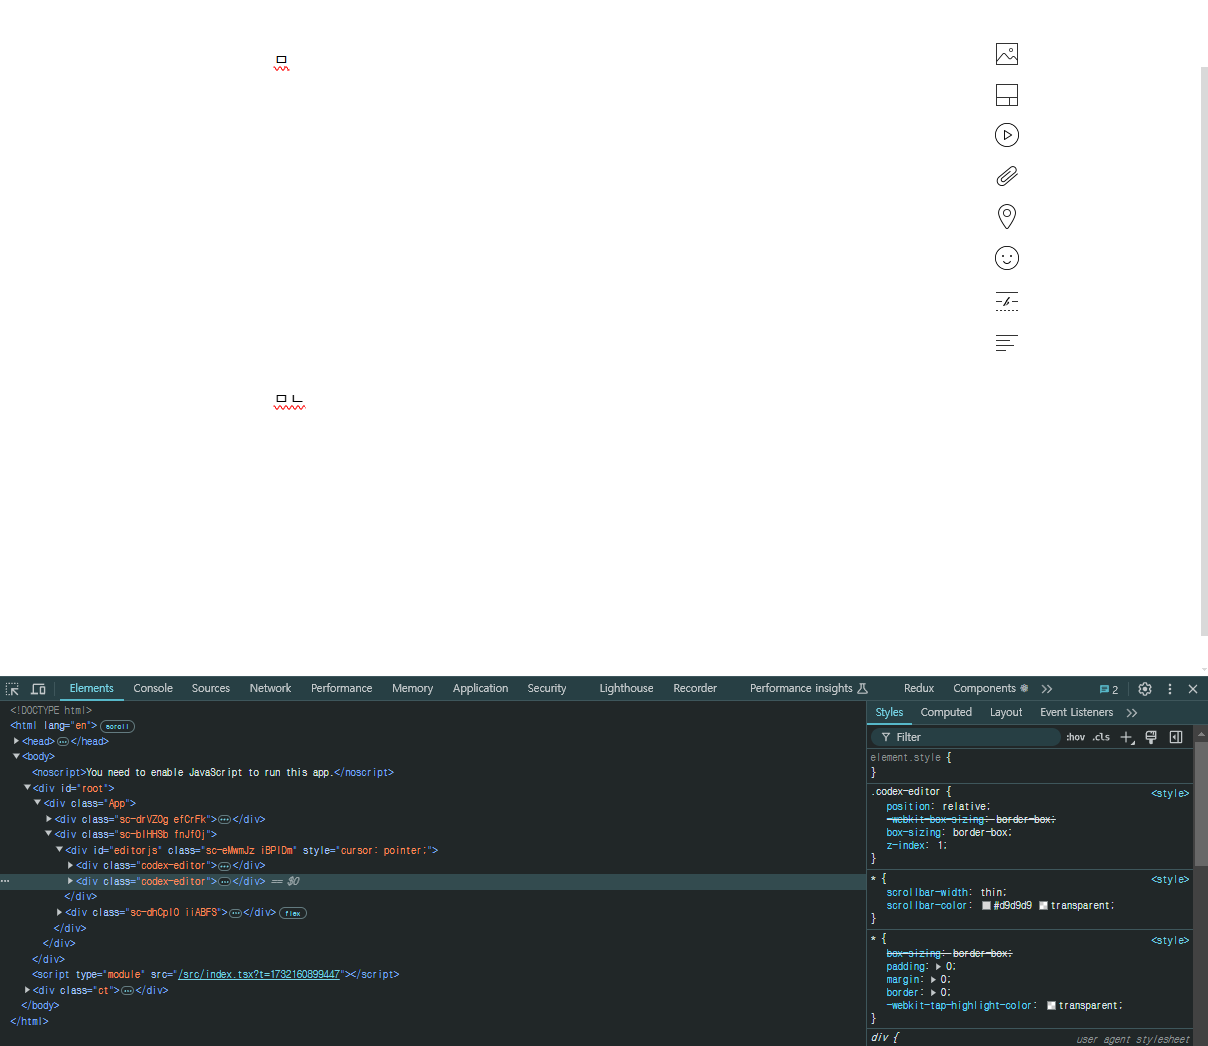 ㅁ
ㅁㄴ
Elements Console Sources Network Performance Memory Application Security Lighthouse Recorder Performance insights Redux Components 2
<!DOCTYPE html>
<html lang="en"> scroll
<head> ⋯ </head>
<body>
<noscript>You need to enable JavaScript to run this app.</noscript>
<div id="root">
<div class="App">
<div class="sc-drVZOg efCrFk"> ⋯ </div>
<div class="sc-blHHSb fnJfOj">
<div id="editorjs" class="sc-eMwmJz iBPlDm" style="cursor: pointer;">
<div class="codex-editor"> ⋯ </div>
<div class="codex-editor"> ⋯ </div> == $0
</div>
<div class="sc-dhCplO iiABFS"> ⋯ </div> flex
</div>
</div>
</div>
<script type="module" src="/src/index.tsx?t=1732160899447"></script>
<div class="ct"> ⋯ </div>
</body>
</html>
Styles Computed Layout Event Listeners
Filter :hov .cls
element.style {
}
.codex-editor { <style>
position: relative;
-webkit-box-sizing: border-box;
box-sizing: border-box;
z-index: 1;
}
* { <style>
scrollbar-width: thin;
scrollbar-color: #d9d9d9 transparent;
}
* { <style>
box-sizing: border-box;
padding: 0;
margin: 0;
border: 0;
-webkit-tap-highlight-color: transparent;
}
div { user agent stylesheet